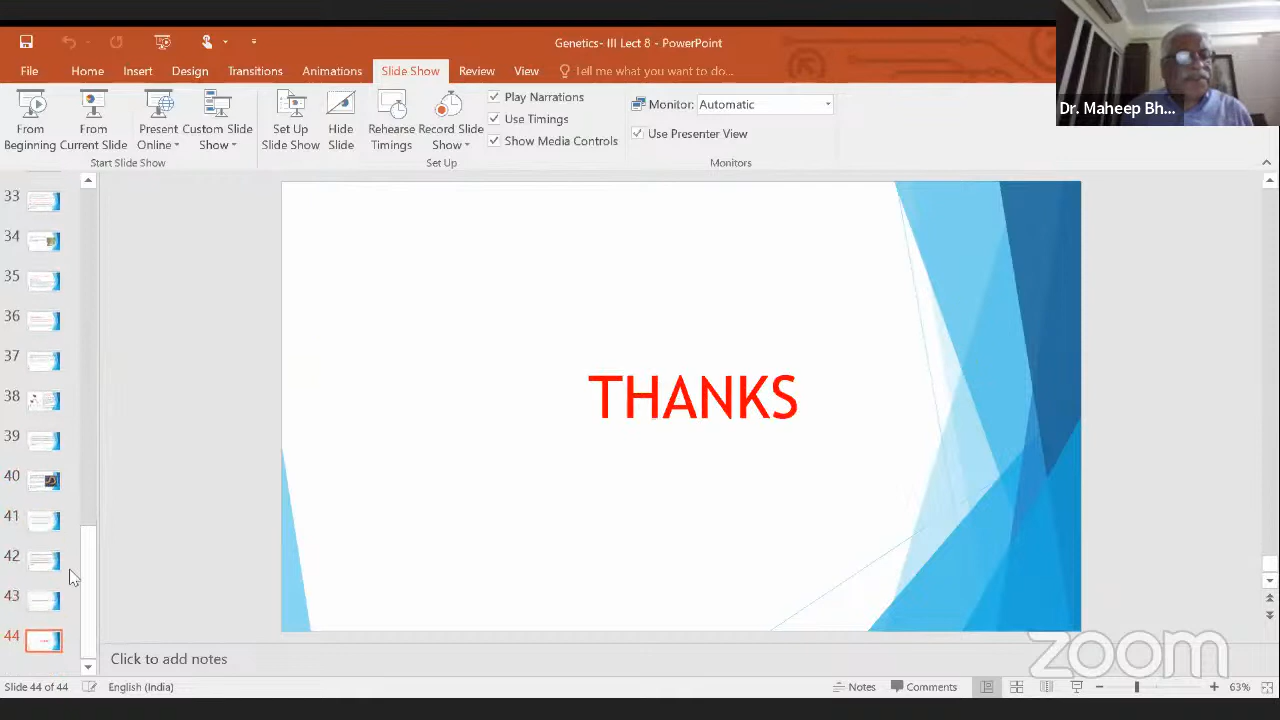 Genetics- III Lect 8 - PowerPoint
File Home Insert Design Transitions Animations Slide Show Review View Tell me what you want to do...
Dr. Maheep Bh...
From Beginning
From Current Slide
Present Online
Custom Slide Show
Start Slide Show
Set Up Slide Show
Hide Slide
Rehearse Timings
Record Slide Show
Play Narrations
Use Timings
Show Media Controls
Set Up
Monitor: Automatic
Use Presenter View
Monitors
33
34
35
36
37
38
39
40
41
42
43
44
THANKS
Click to add notes
zoom
Slide 44 of 44 English (India) Notes Comments 63%